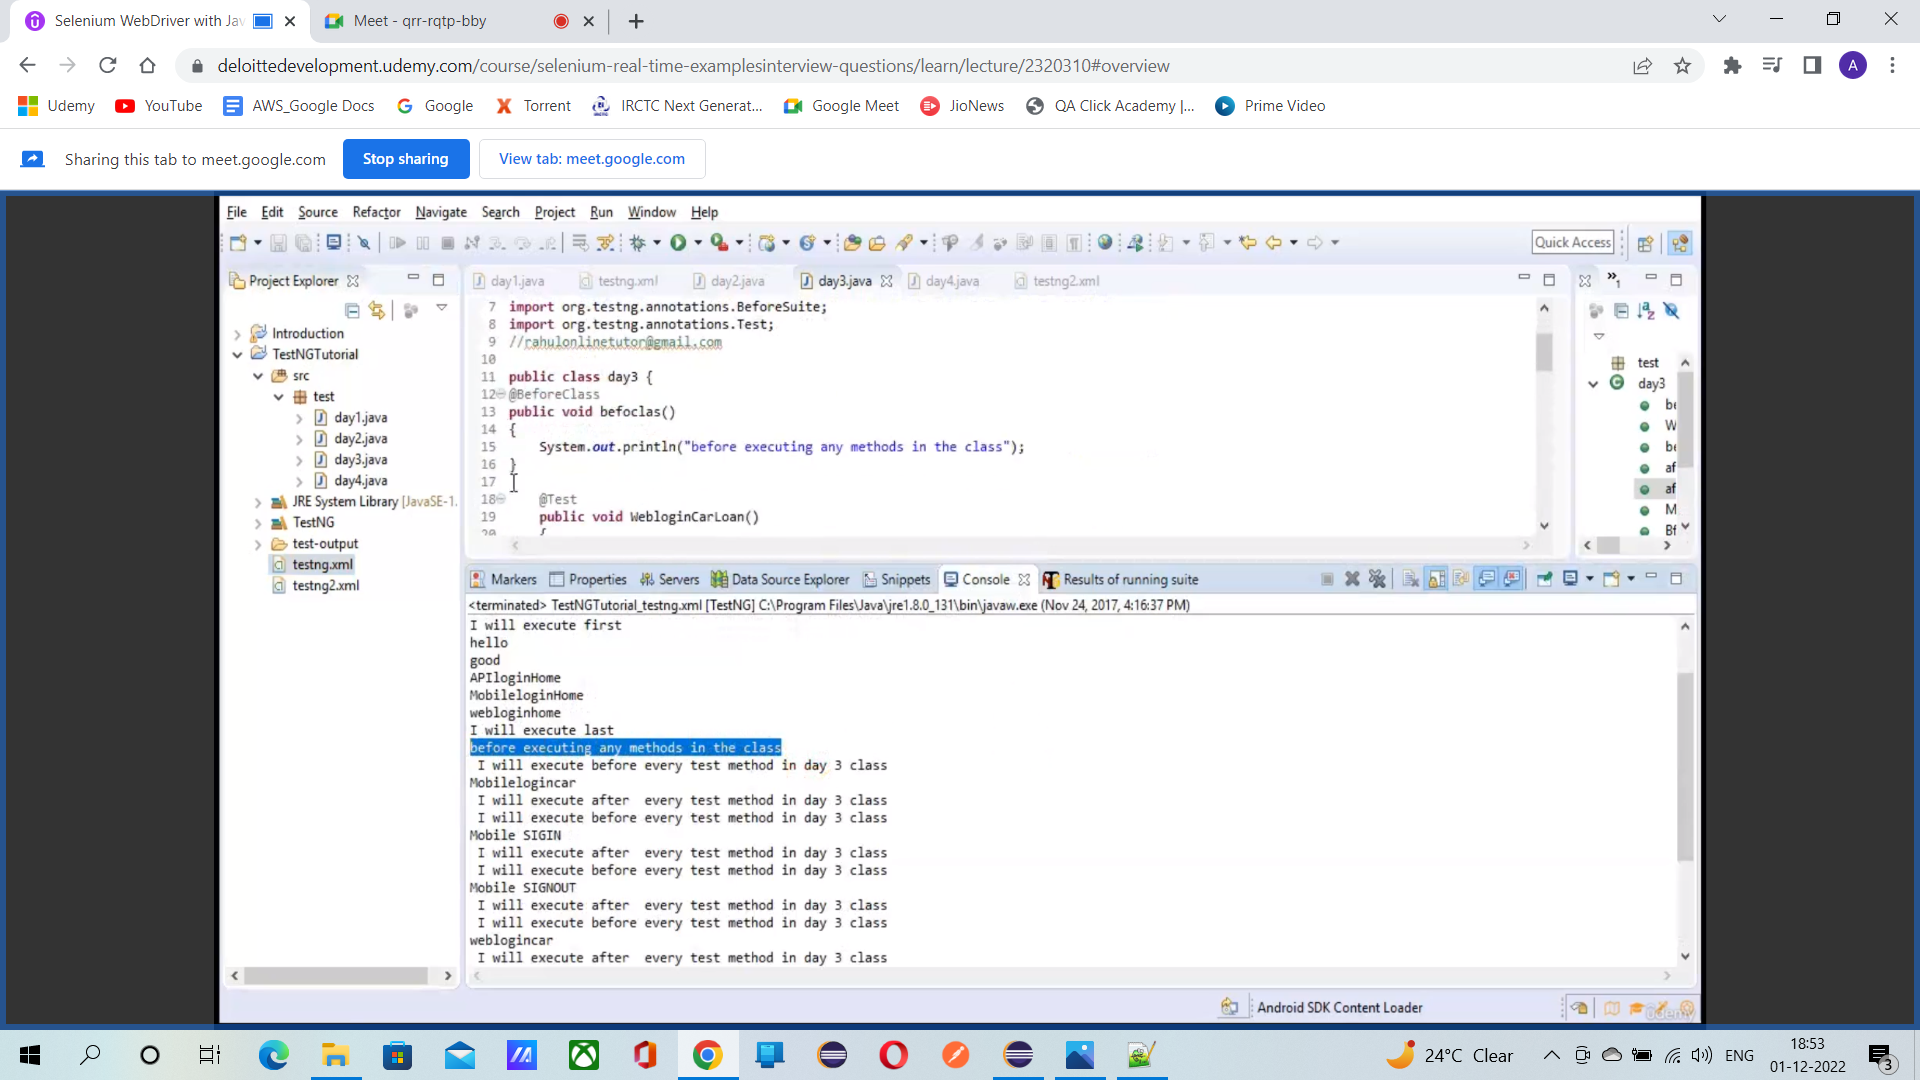 Selenium WebDriver with Jav
Meet - qrr-rqtp-bby
deloittedevelopment.udemy.com/course/selenium-real-time-examplesinterview-questions/learn/lecture/2320310#overview
A
Udemy YouTube AWS_Google Docs Google Torrent IRCTC Next Generat... Google Meet JioNews QA Click Academy |... Prime Video
Sharing this tab to meet.google.com Stop sharing View tab: meet.google.com
File Edit Source Refactor Navigate Search Project Run Window Help
Quick Access
Project Explorer
day1.java testng.xml day2.java day3.java day4.java testng2.xml
Introduction
TestNGTutorial
src
test
day1.java
day2.java
day3.java
day4.java
JRE System Library [JavaSE-1.
TestNG
test-output
testng.xml
testng2.xml
7 import org.testng.annotations.BeforeSuite;
8 import org.testng.annotations.Test;
9 //rahulonlinetutor@gmail.com
10
11 public class day3 {
12 @BeforeClass
13 public void befoclas()
14 {
15 System.out.println("before executing any methods in the class");
16 }
17
18 @Test
19 public void WebloginCarLoan()
20 {
test
day3
be
W
be
af
af
M
Bf
Markers Properties Servers Data Source Explorer Snippets Console Results of running suite
<terminated> TestNGTutorial_testng.xml [TestNG] C:\Program Files\Java\jre1.8.0_131\bin\javaw.exe (Nov 24, 2017, 4:16:37 PM)
I will execute first
hello
good
APIloginHome
MobileloginHome
webloginhome
I will execute last
before executing any methods in the class
I will execute before every test method in day 3 class
Mobilelogincar
I will execute after every test method in day 3 class
I will execute before every test method in day 3 class
Mobile SIGIN
I will execute after every test method in day 3 class
I will execute before every test method in day 3 class
Mobile SIGNOUT
I will execute after every test method in day 3 class
I will execute before every test method in day 3 class
weblogincar
I will execute after every test method in day 3 class
Android SDK Content Loader
Udemy
24°C Clear
ENG
18:53
01-12-2022
3